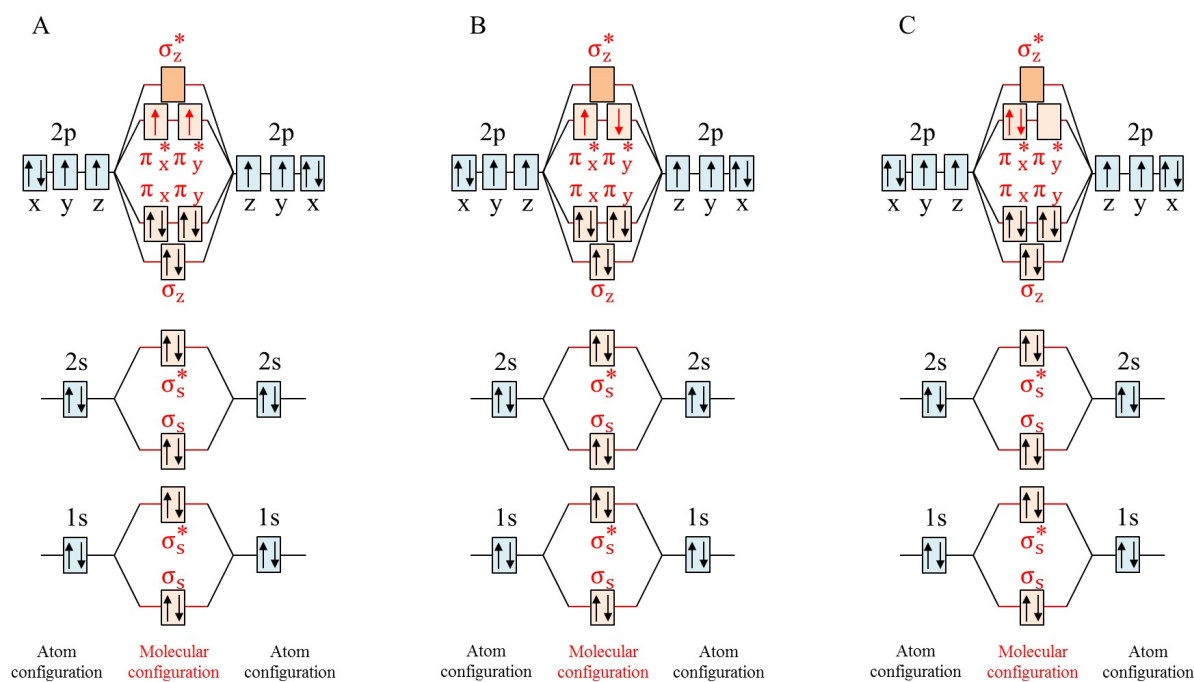 A B C
σz* σz* σz*
2p 2p 2p 2p 2p 2p
πx* πy* πx* πy* πx* πy*
πx πy πx πy πx πy
x y z z y x x y z z y x x y z z y x
σz σz σz
2s 2s 2s 2s 2s 2s
σs* σs* σs*
σs σs σs
1s 1s 1s 1s 1s 1s
σs* σs* σs*
σs σs σs
Atom Molecular Atom Atom Molecular Atom Atom Molecular Atom
configuration configuration configuration configuration configuration configuration configuration configuration configuration